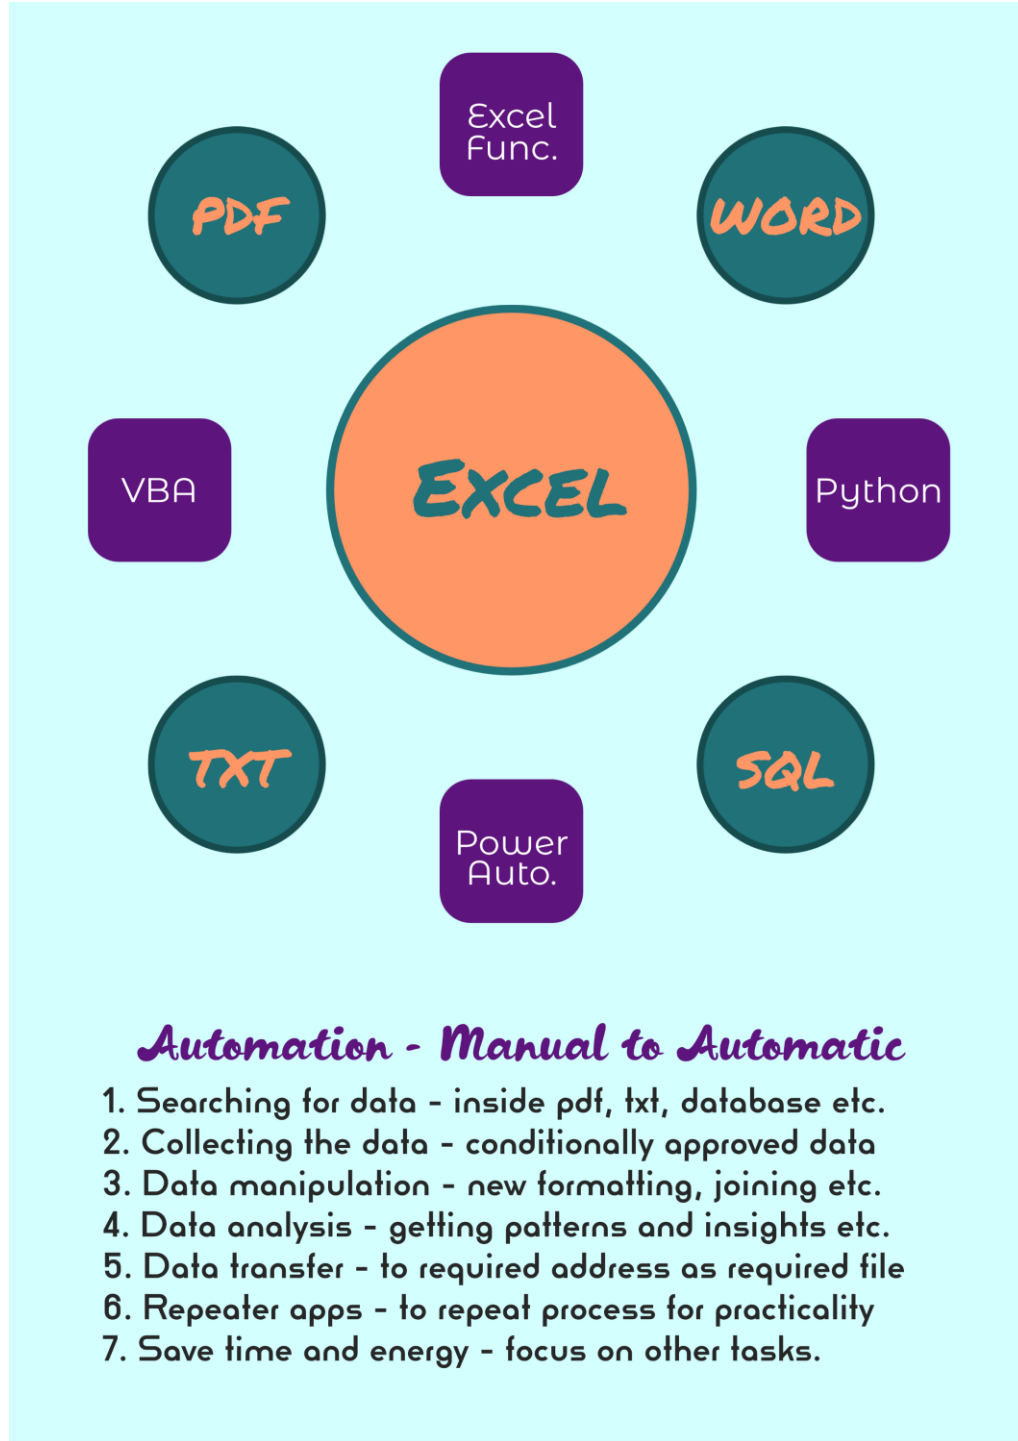 Excel
Func.
PDF
WORD
VBA
EXCEL
Python
TXT
SQL
Power
Auto.
Automation - Manual to Automatic
1. Searching for data - inside pdf, txt, database etc.
2. Collecting the data - conditionally approved data
3. Data manipulation - new formatting, joining etc.
4. Data analysis - getting patterns and insights etc.
5. Data transfer - to required address as required file
6. Repeater apps - to repeat process for practicality
7. Save time and energy - focus on other tasks.